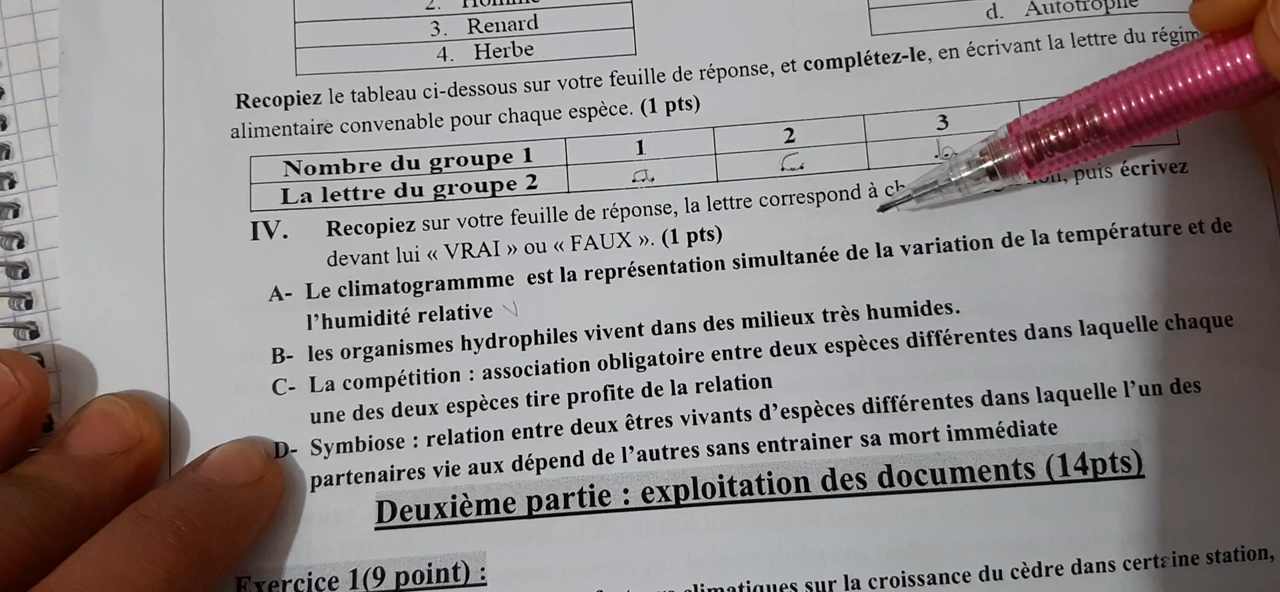 2. Homme
3. Renard
4. Herbe
d. Autotrophe
Recopiez le tableau ci-dessous sur votre feuille de réponse, et complétez-le, en écrivant la lettre du régim
alimentaire convenable pour chaque espèce. (1 pts)
Nombre du groupe 1 1 2 3
La lettre du groupe 2 a. c b
IV. Recopiez sur votre feuille de réponse, la lettre correspond à ch puis écrivez
devant lui « VRAI » ou « FAUX ». (1 pts)
A- Le climatogrammme est la représentation simultanée de la variation de la température et de
l'humidité relative V
B- les organismes hydrophiles vivent dans des milieux très humides.
C- La compétition : association obligatoire entre deux espèces différentes dans laquelle chaque
une des deux espèces tire profite de la relation
D- Symbiose : relation entre deux êtres vivants d'espèces différentes dans laquelle l'un des
partenaires vie aux dépend de l'autres sans entrainer sa mort immédiate
Deuxième partie : exploitation des documents (14pts)
Exercice 1(9 point) :
climatiques sur la croissance du cèdre dans certaine station,